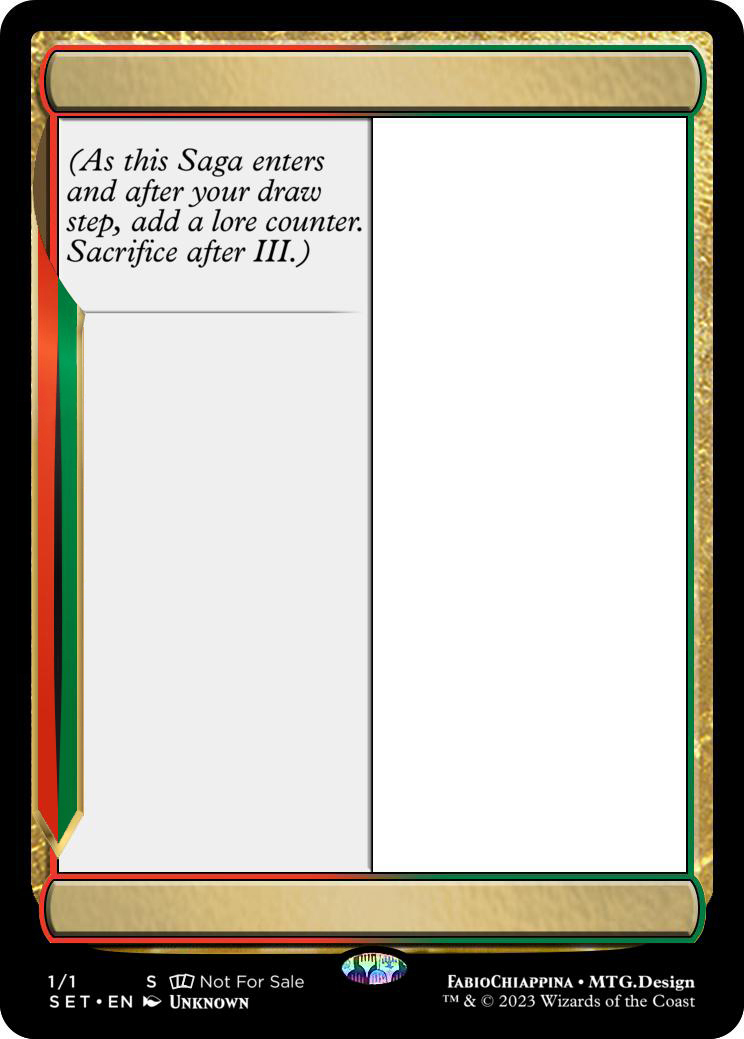 (As this Saga enters
and after your draw
step, add a lore counter.
Sacrifice after III.)
1/1 S Not For Sale
SET • EN Unknown
FabioChiappina • MTG.Design
™ & © 2023 Wizards of the Coast